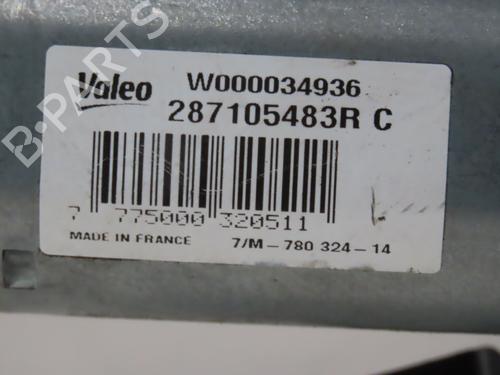 B-PARTS
Valeo W000034936
287105483R C
7 775000 320511
MADE IN FRANCE 7/M-780 324-14